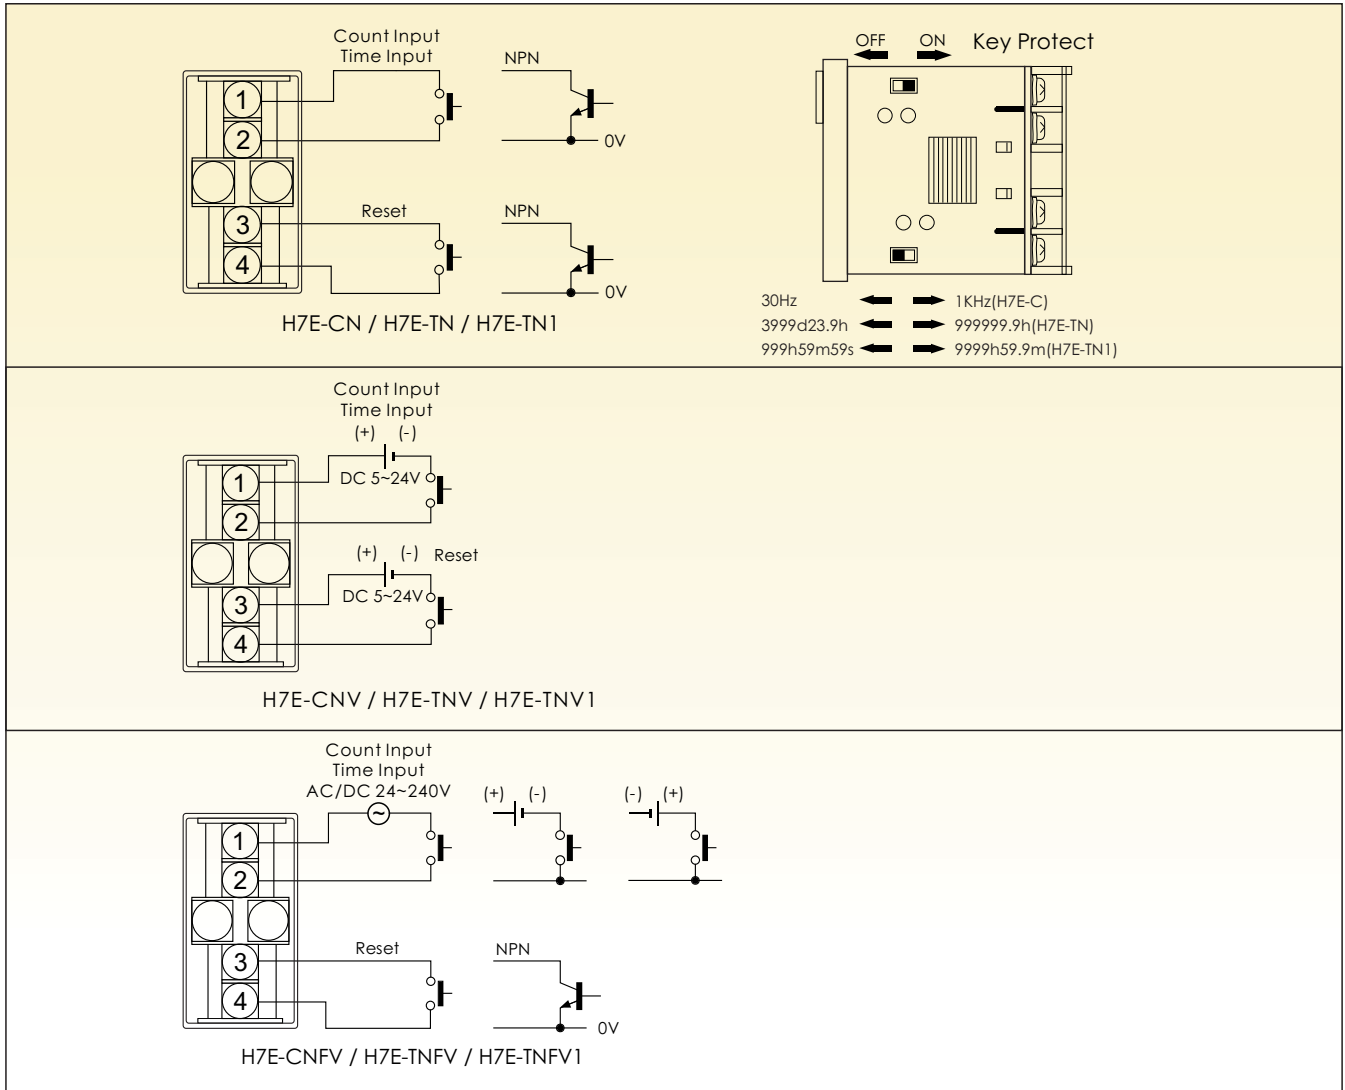 Count Input
Time Input
NPN
1
2
0V
Reset
NPN
3
4
0V
H7E-CN / H7E-TN / H7E-TN1
OFF ON Key Protect
30Hz 1KHz(H7E-C)
3999d23.9h 999999.9h(H7E-TN)
999h59m59s 9999h59.9m(H7E-TN1)
Count Input
Time Input
(+) (-)
DC 5~24V
1
2
(+) (-) Reset
DC 5~24V
3
4
H7E-CNV / H7E-TNV / H7E-TNV1
Count Input
Time Input
AC/DC 24~240V
~
(+) (-)
(-) (+)
1
2
Reset
NPN
3
4
0V
H7E-CNFV / H7E-TNFV / H7E-TNFV1